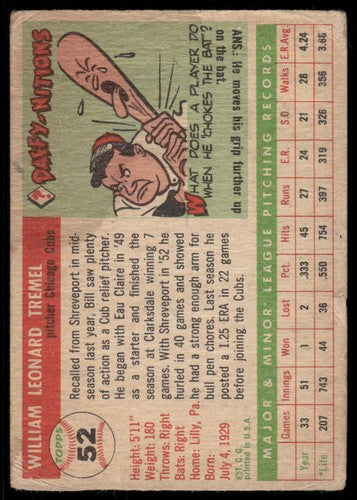 DAFFY-NITIONS
WHAT DOES A PLAYER DO
WHEN HE "CHOKES THE BAT"?
ANS.: He moves his grip further up
on the bat.
WILLIAM LEONARD TREMEL
pitcher Chicago Cubs
TOPPS
52
Height: 5'11"
Weight: 180
Throws: Right
Bats: Right
Home: Lilly, Pa.
Born:
July 4, 1929
©T. C. G.
PRINTED IN U.S.A.
Recalled from Shreveport in mid-
season last year, Bill saw plenty
of action as a Cub relief pitcher.
He began with Eau Claire in '49
as a starter and finished the
season at Clarksdale winning 7
games. With Shreveport in '52 he
hurled in 40 games and showed
he had a strong enough arm for
bull pen chores. Last season he
posted a 1.25 ERA in 22 games
before joining the Cubs.
MAJOR & MINOR LEAGUE PITCHING RECORDS
Games Innings Won Lost Pct. Hits Runs E.R. S.O. Walks E.R.Avg.
Year 33 51 1 2 .333 45 27 24 21 28 4.24
*Life 207 743 44 36 .550 754 397 319 326 356 3.86